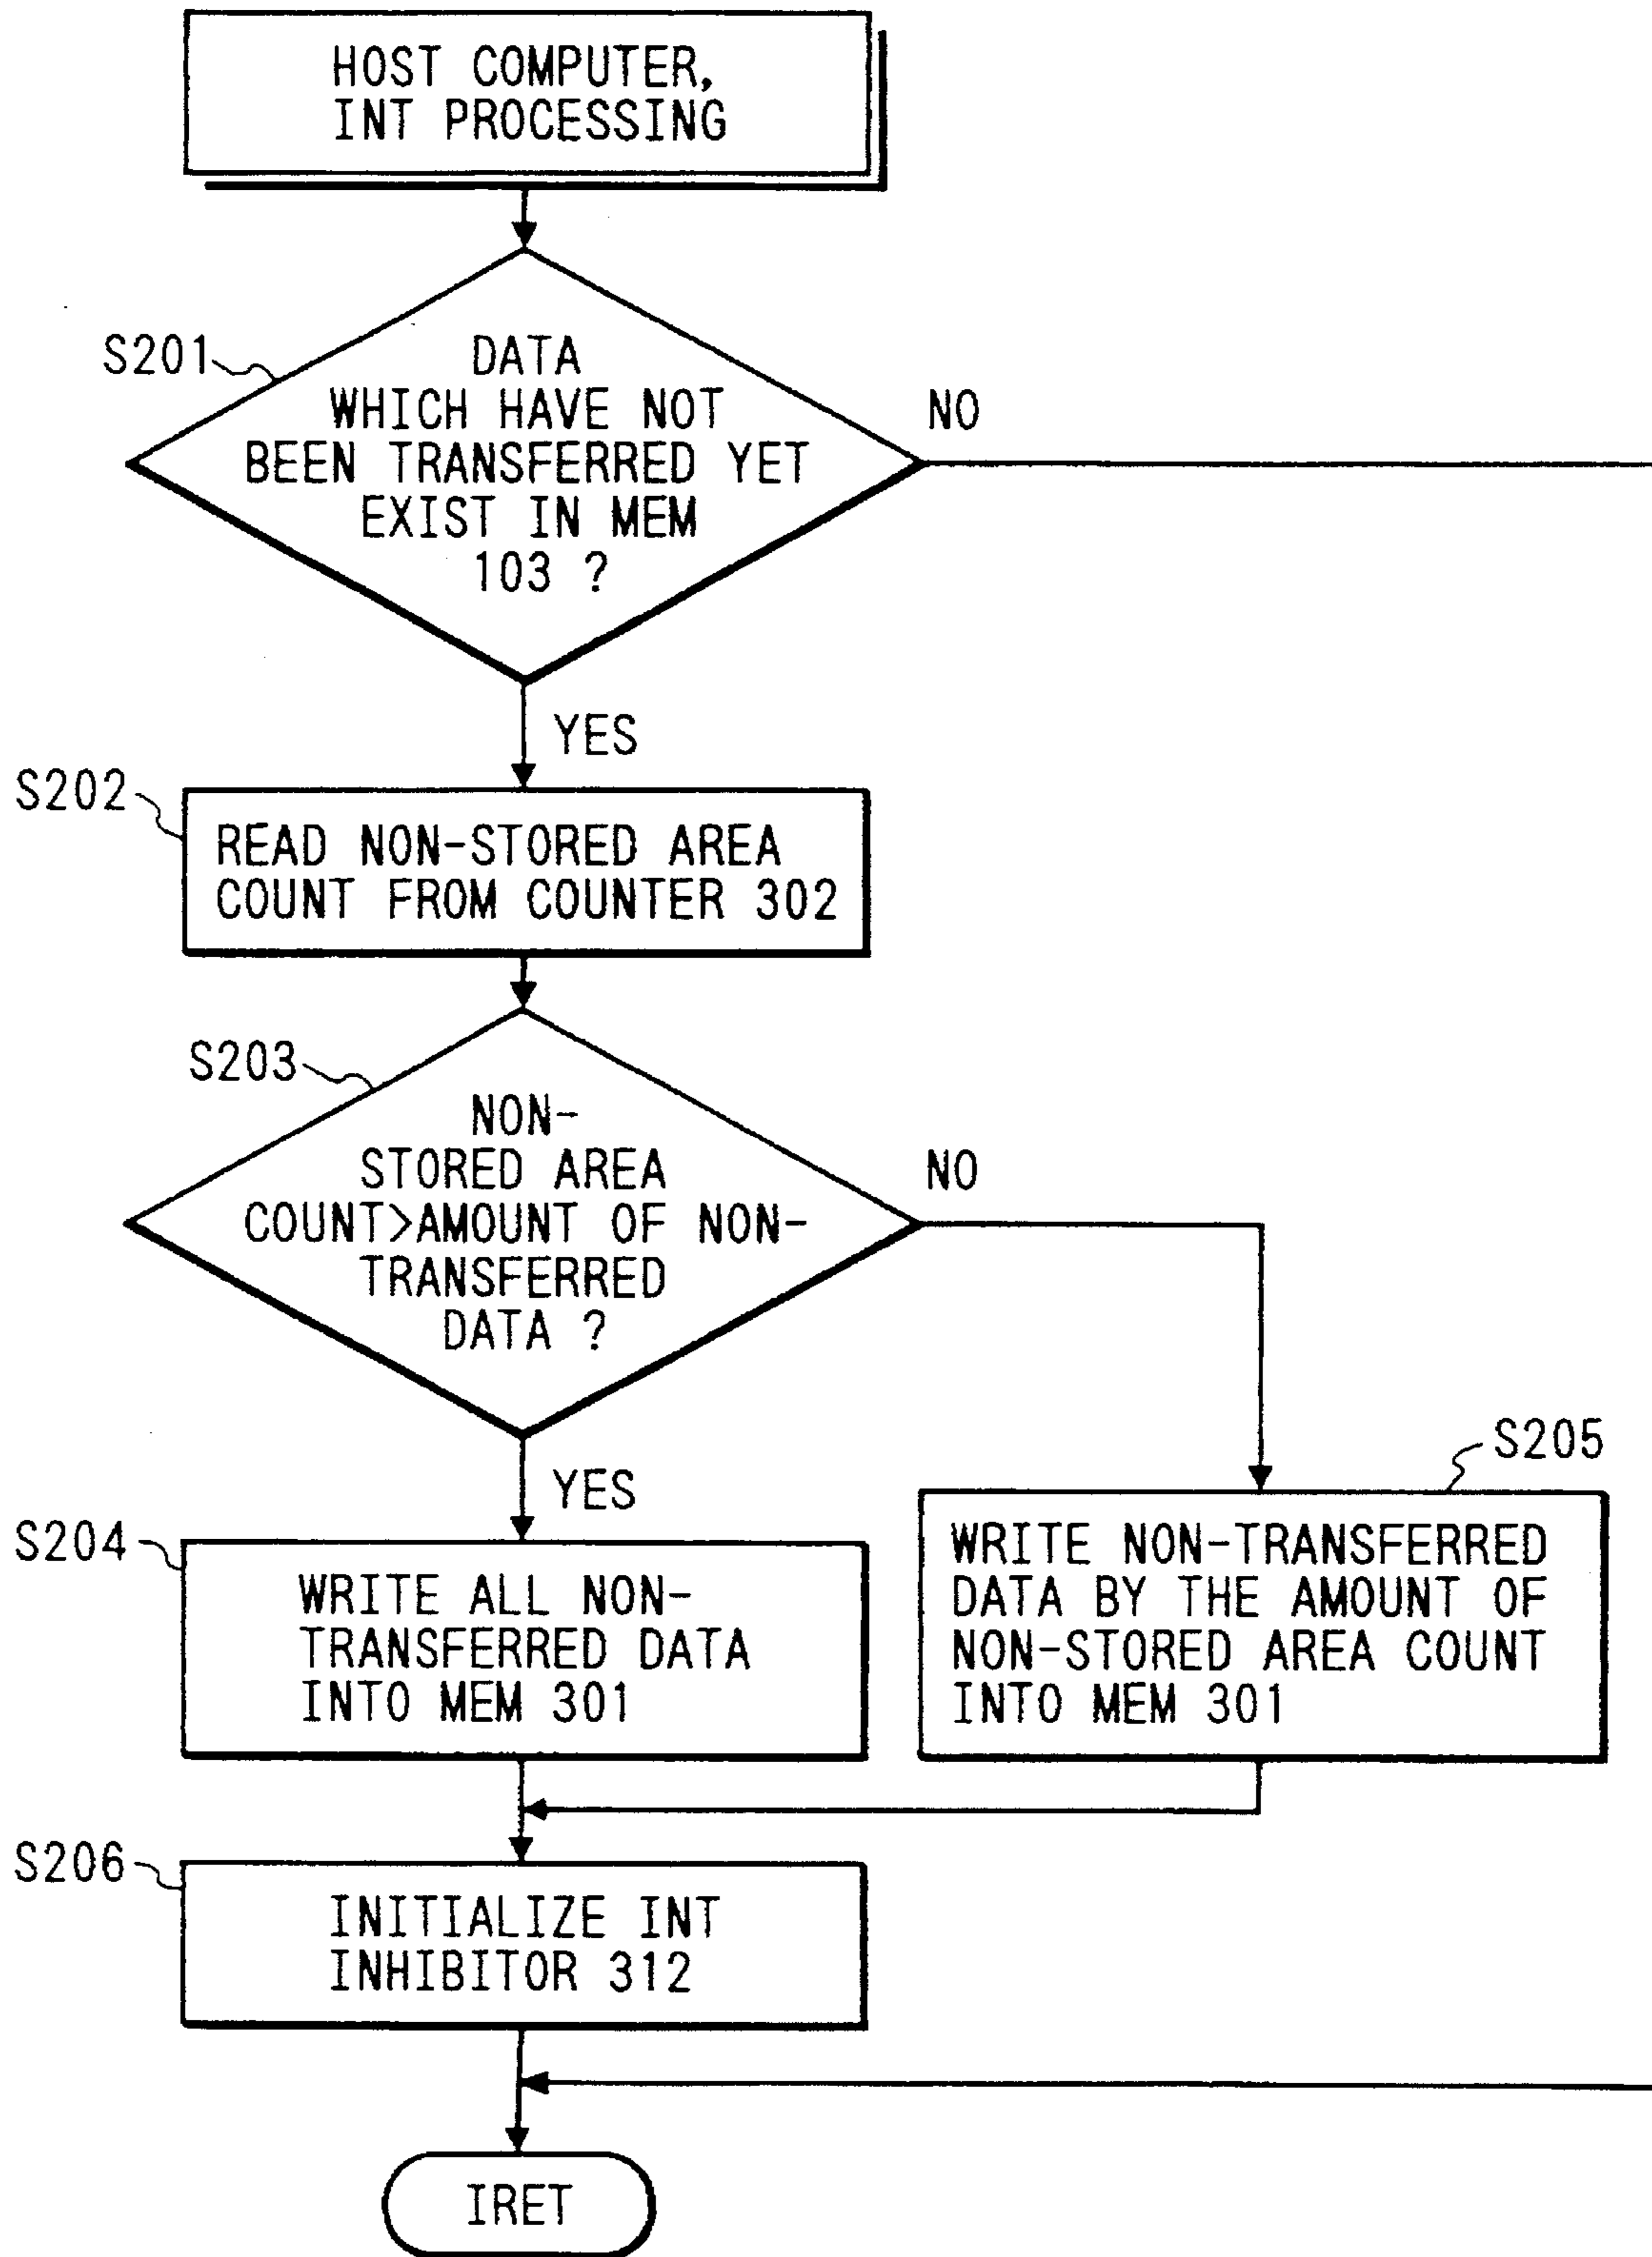 HOST COMPUTER,
INT PROCESSING
S201
DATA
WHICH HAVE NOT
BEEN TRANSFERRED YET
EXIST IN MEM
103 ?
NO
YES
S202
READ NON-STORED AREA
COUNT FROM COUNTER 302
S203
NON-
STORED AREA
COUNT>AMOUNT OF NON-
TRANSFERRED
DATA ?
NO
YES
S204
WRITE ALL NON-
TRANSFERRED DATA
INTO MEM 301
S205
WRITE NON-TRANSFERRED
DATA BY THE AMOUNT OF
NON-STORED AREA COUNT
INTO MEM 301
S206
INITIALIZE INT
INHIBITOR 312
IRET